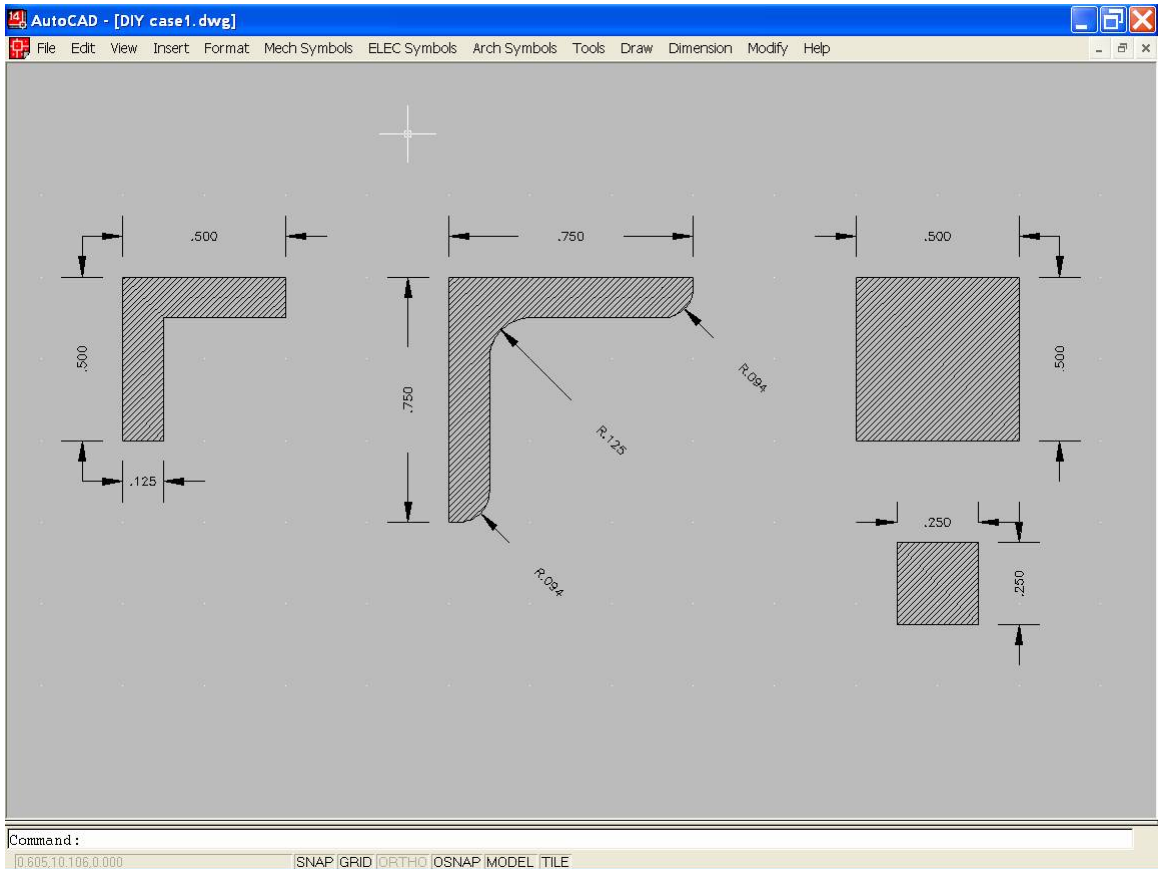 14
AutoCAD - [DIY case1.dwg]
File Edit View Insert Format Mech Symbols ELEC Symbols Arch Symbols Tools Draw Dimension Modify Help
.500 .750 .500
.500 .750 R.094 .500
R.125
.125
.250
R.094 .250
Command:
0.605,10.106,0.000 SNAP GRID ORTHO OSNAP MODEL TILE